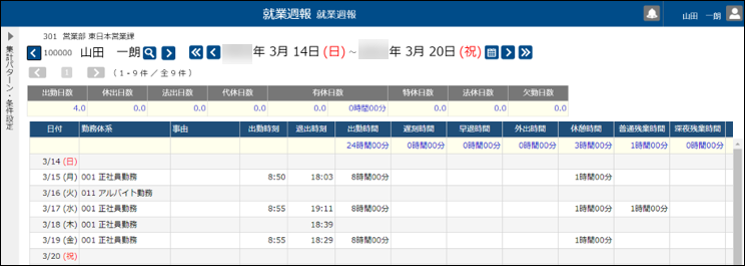 就業週報 就業週報
山田 一朗
301 営業部 東日本営業課
100000 山田 一朗 年 3月 14日 (日) ~ 年 3月 20日 (祝)
1 ( 1 - 9 件 / 全 9 件 )
集計パターン・条件設定
出勤日数 休出日数 法出日数 代休日数 有休日数 特休日数 法休日数 欠勤日数
4.0 0.0 0.0 0.0 0.0 0時間00分 0.0 0.0 0.0
日付 勤務体系 事由 出勤時刻 退出時刻 出勤時間 遅刻時間 早退時間 外出時間 休憩時間 普通残業時間 深夜残業時間
24時間00分 0時間00分 0時間00分 0時間00分 3時間00分 1時間00分 0時間00分
3/14 (日)
3/15 (月) 001 正社員勤務 8:50 18:03 8時間00分 1時間00分
3/16 (火) 011 アルバイト勤務
3/17 (水) 001 正社員勤務 8:55 19:11 8時間00分 1時間00分 1時間00分
3/18 (木) 001 正社員勤務 18:39
3/19 (金) 001 正社員勤務 8:55 18:29 8時間00分 1時間00分
3/20 (祝)